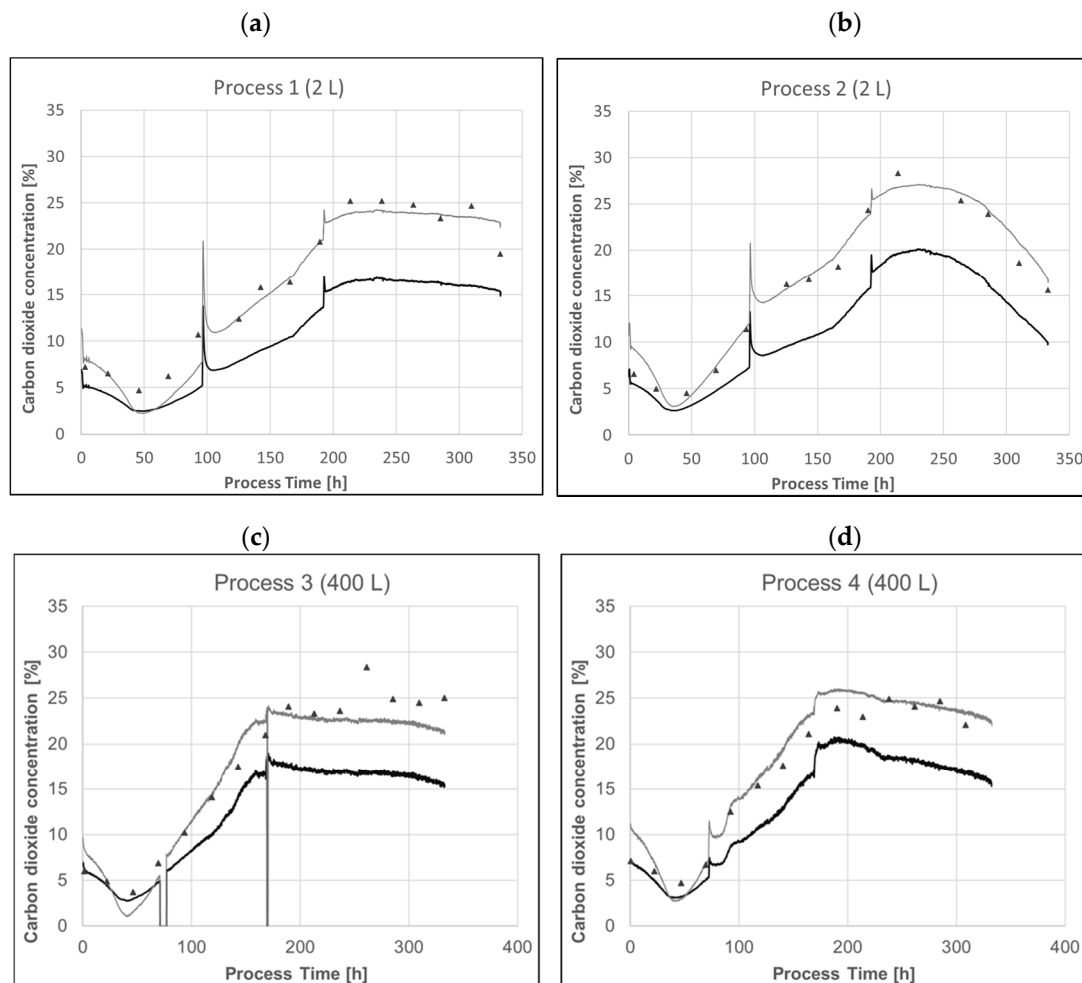 (a)
Process 1 (2 L)
Carbon dioxide concentration [%]
35
30
25
20
15
10
5
0
0 50 100 150 200 250 300 350
Process Time [h]
(b)
Process 2 (2 L)
Carbon dioxide concentration [%]
35
30
25
20
15
10
5
0
0 50 100 150 200 250 300 350
Process Time [h]
(c)
Process 3 (400 L)
Carbon dioxide concentration [%]
35
30
25
20
15
10
5
0
0 100 200 300 400
Process Time [h]
(d)
Process 4 (400 L)
Carbon dioxide concentration [%]
35
30
25
20
15
10
5
0
0 100 200 300 400
Process Time [h]